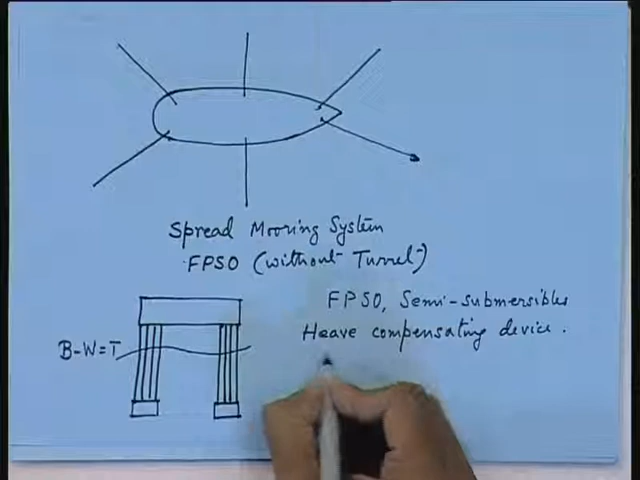 Spread Mooring System
FPSO (without Turret)
FPSO, Semi-submersibles
Heave compensating device.
B-W=T